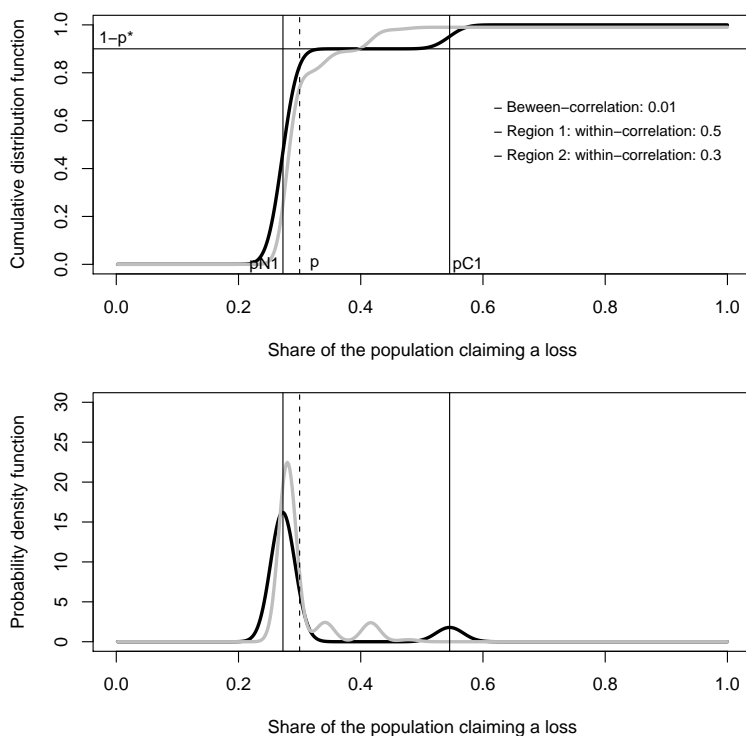 Cumulative distribution function
1.0
0.8
0.6
0.4
0.2
0.0
1−p*
− Beween−correlation: 0.01
− Region 1: within−correlation: 0.5
− Region 2: within−correlation: 0.3
pN1
p
pC1
0.0 0.2 0.4 0.6 0.8 1.0
Share of the population claiming a loss
Probability density function
30
25
20
15
10
5
0
0.0 0.2 0.4 0.6 0.8 1.0
Share of the population claiming a loss